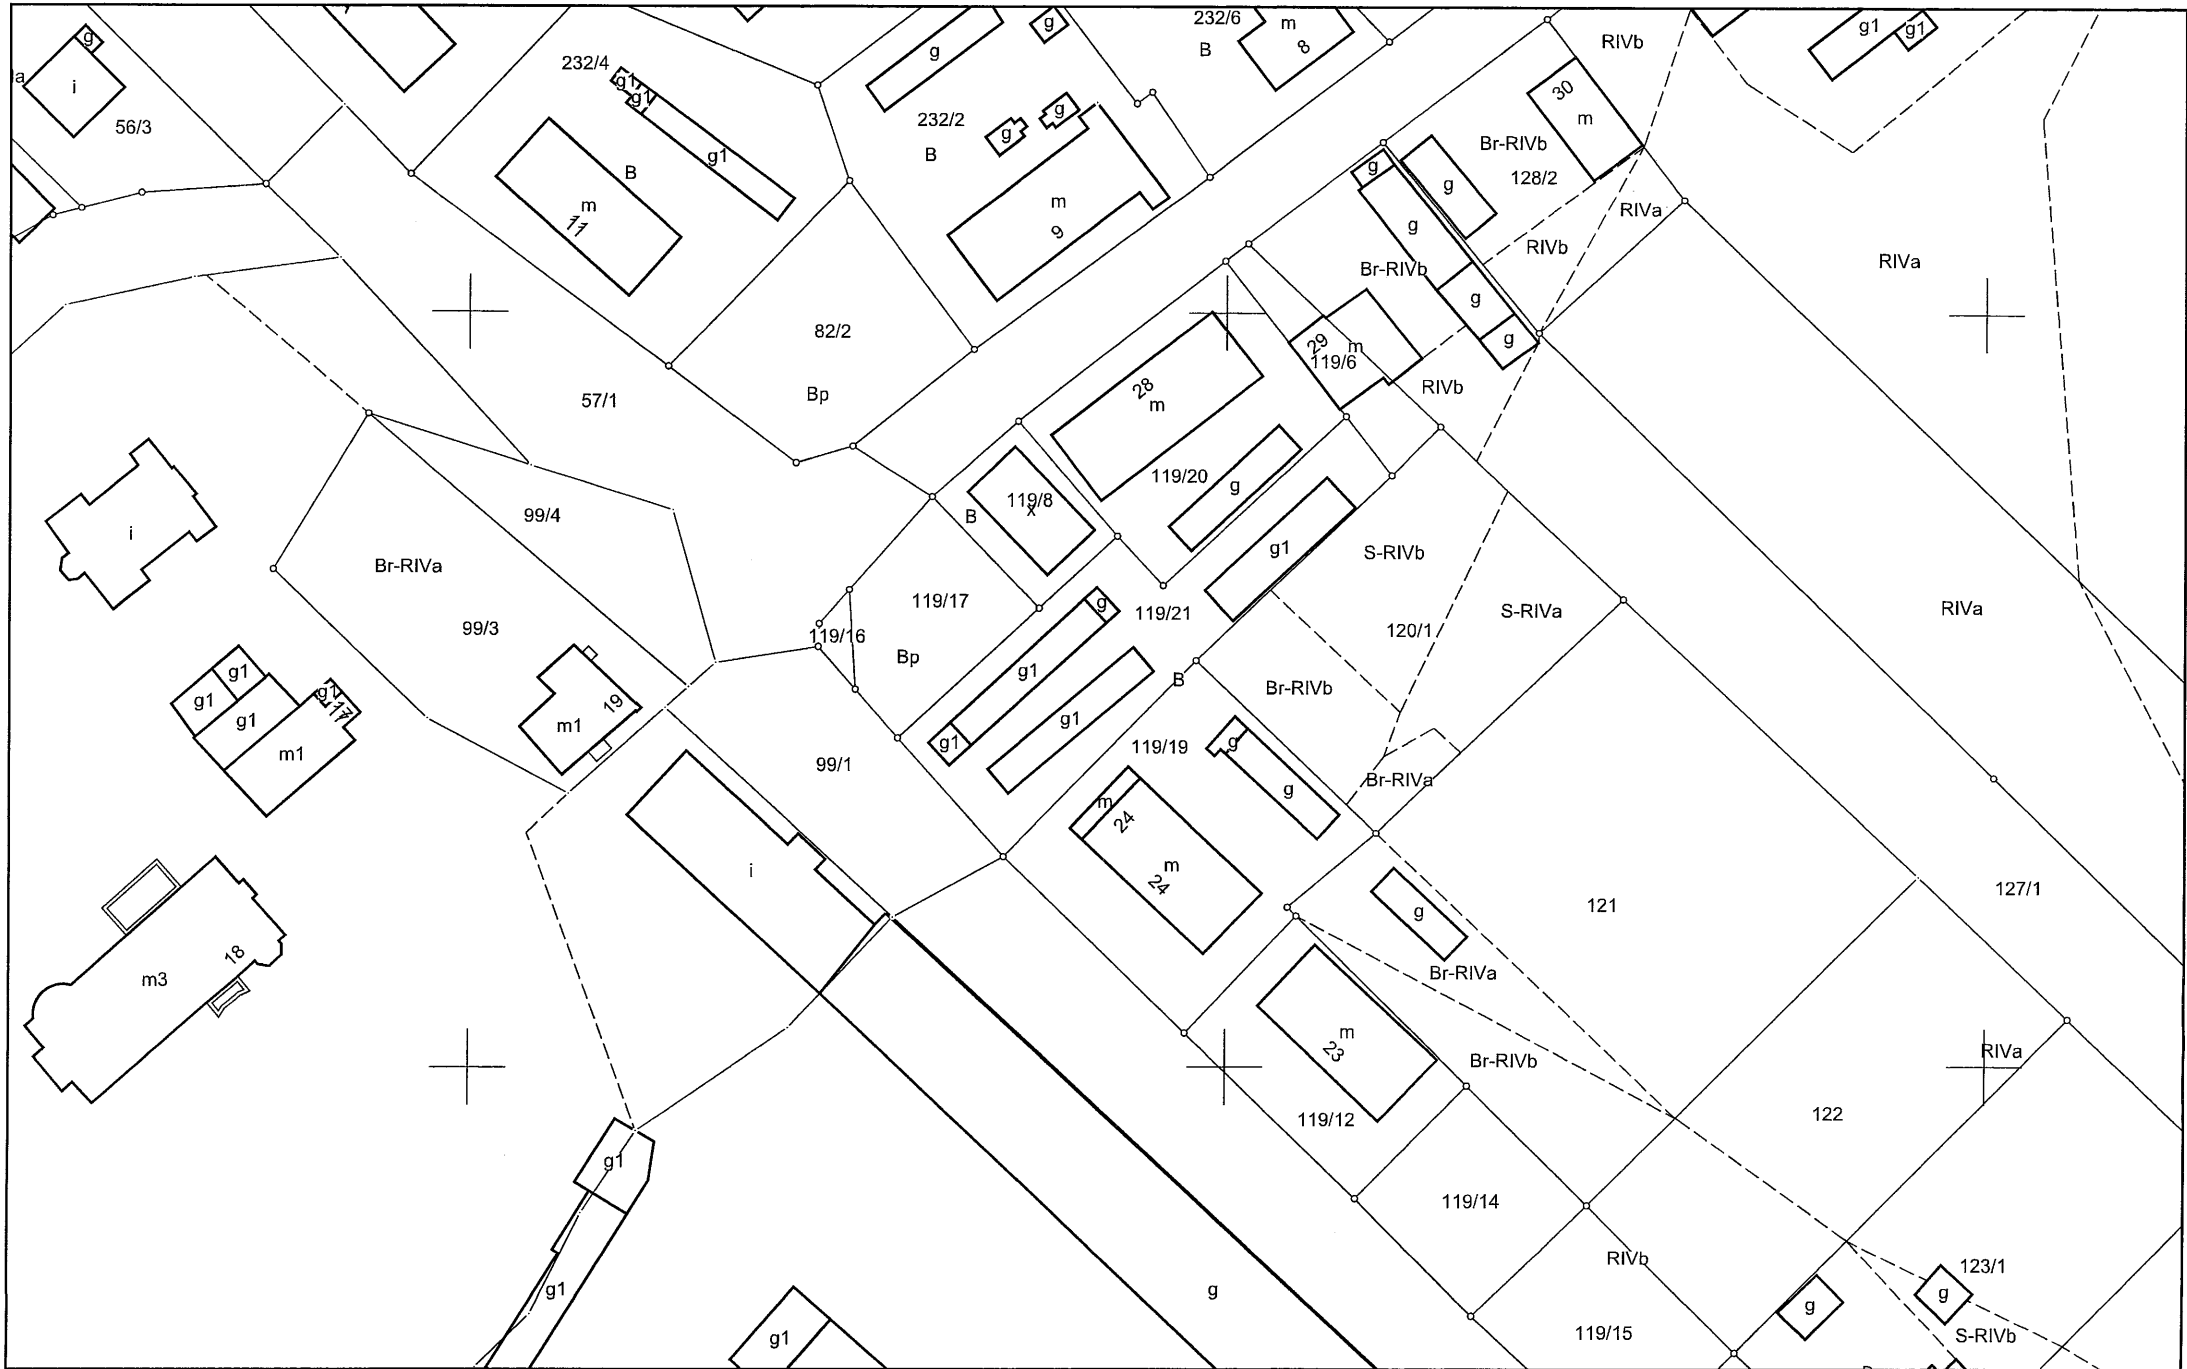 232/6
g
g
B
m
8
RIVb
g1
g1
g
i
56/3
232/4
g1
g1
g1
B
m
11
g
232/2
B
g
g
m
9
30
m
Br-RIVb
128/2
RIVa
RIVb
g
g
g
Br-RIVb
g
g
RIVa
82/2
Bp
57/1
29
m
119/6
RIVb
28
m
119/20
g
119/8
x
B
i
99/4
Br-RIVa
99/3
g1
S-RIVb
S-RIVa
120/1
RIVa
119/17
119/16
Bp
g
119/21
g1
g1
g1
B
Br-RIVb
g1
g1
g1
g1
17
m1
19
m1
99/1
119/19
g
g
Br-RIVa
m
24
m
24
i
121
127/1
g
Br-RIVa
18
m3
m
23
Br-RIVb
RIVa
119/12
122
g1
119/14
RIVb
g1
g
g1
119/15
g
123/1
g
S-RIVb